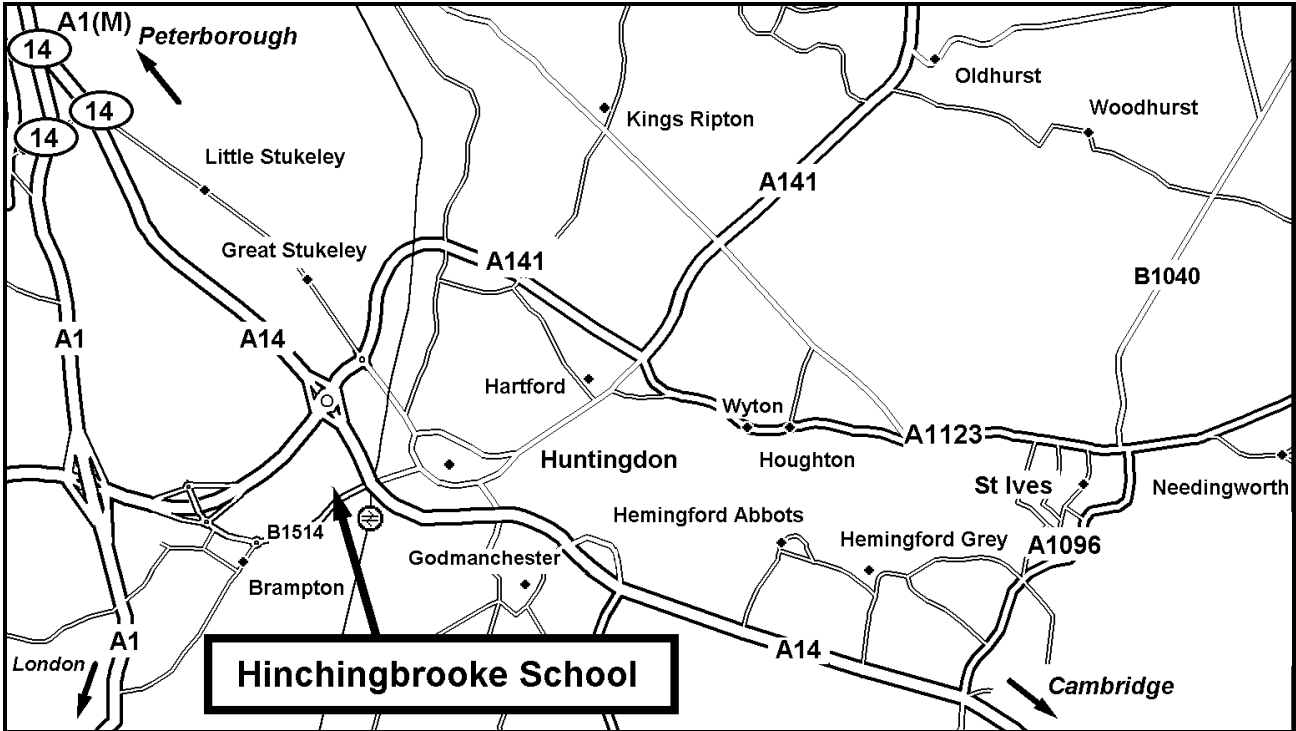 A1(M)
Peterborough
14
14
14
Oldhurst
Woodhurst
Kings Ripton
Little Stukeley
A141
Great Stukeley
A141
B1040
A1
A14
Hartford
Wyton
A1123
Huntingdon
Houghton
St Ives
Needingworth
Hemingford Abbots
B1514
Hemingford Grey
A1096
Godmanchester
Brampton
A1
A14
London
Hinchingbrooke School
Cambridge